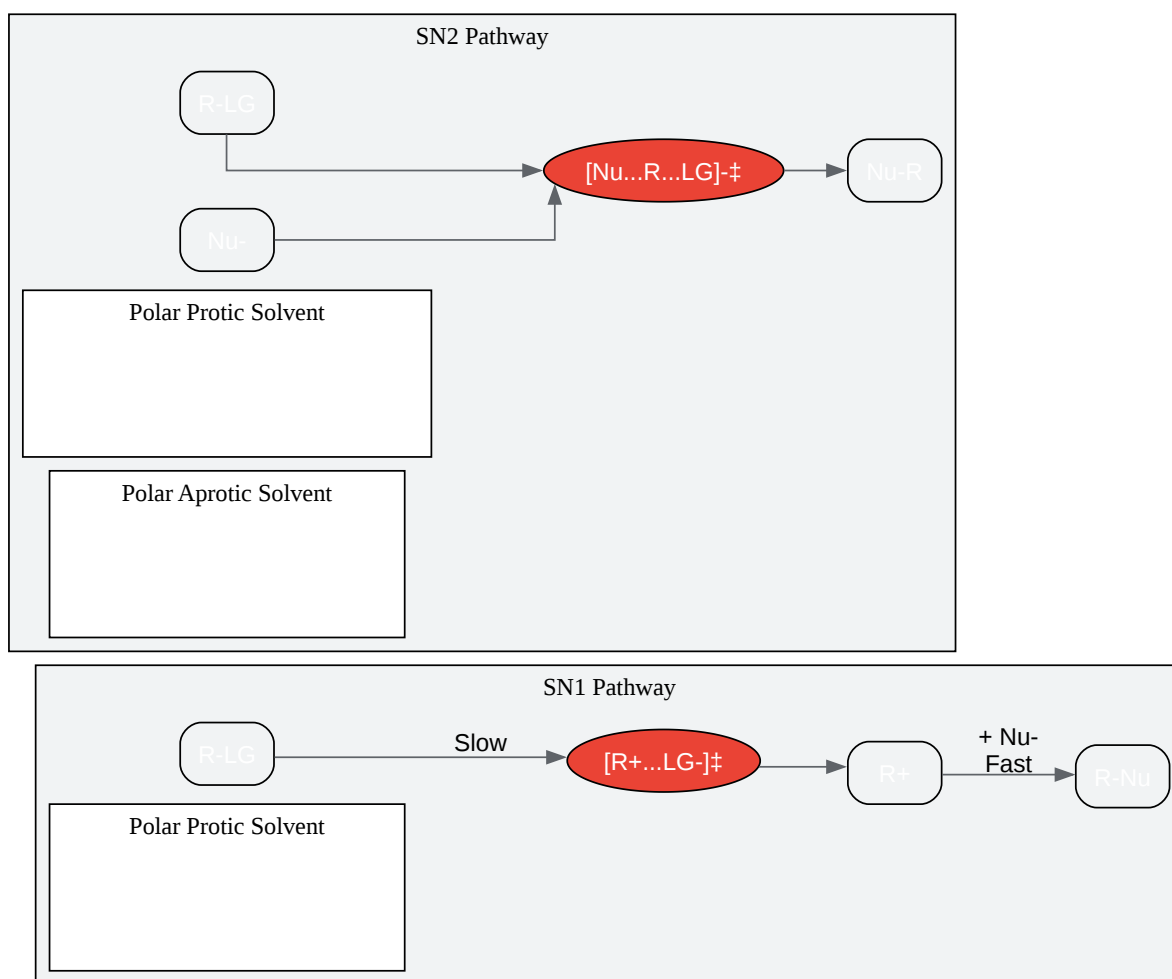 SN2 Pathway
R-LG
[Nu...R...LG]-‡
Nu-R
Nu-
Polar Protic Solvent
Polar Aprotic Solvent
SN1 Pathway
R-LG
Slow
[R+...LG-]‡
R+
+ Nu-
Fast
R-Nu
Polar Protic Solvent